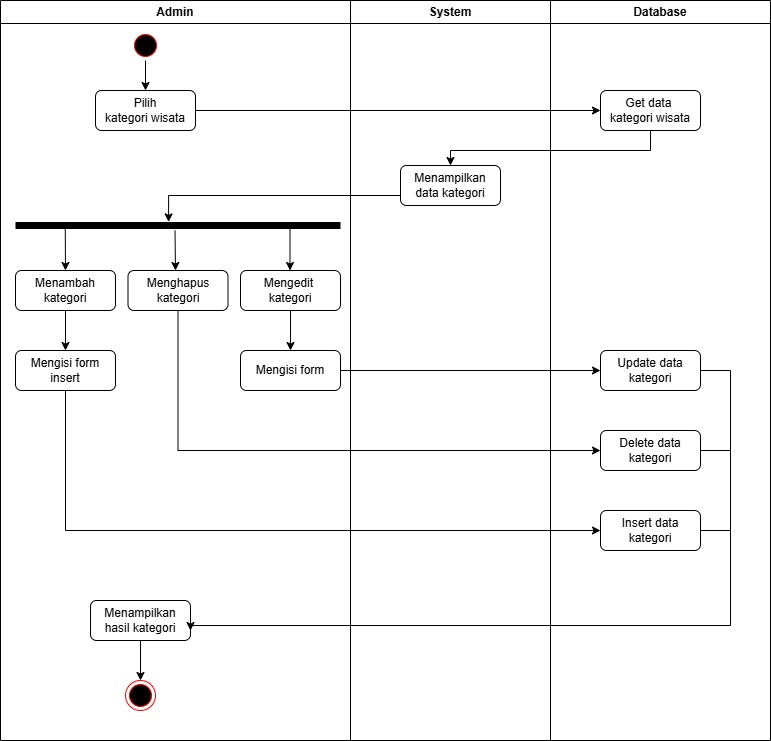 Admin
System
Database
Pilih
kategori wisata
Get data
kategori wisata
Menampilkan
data kategori
Menambah
kategori
Menghapus
kategori
Mengedit
kategori
Mengisi form
insert
Mengisi form
Update data
kategori
Delete data
kategori
Insert data
kategori
Menampilkan
hasil kategori